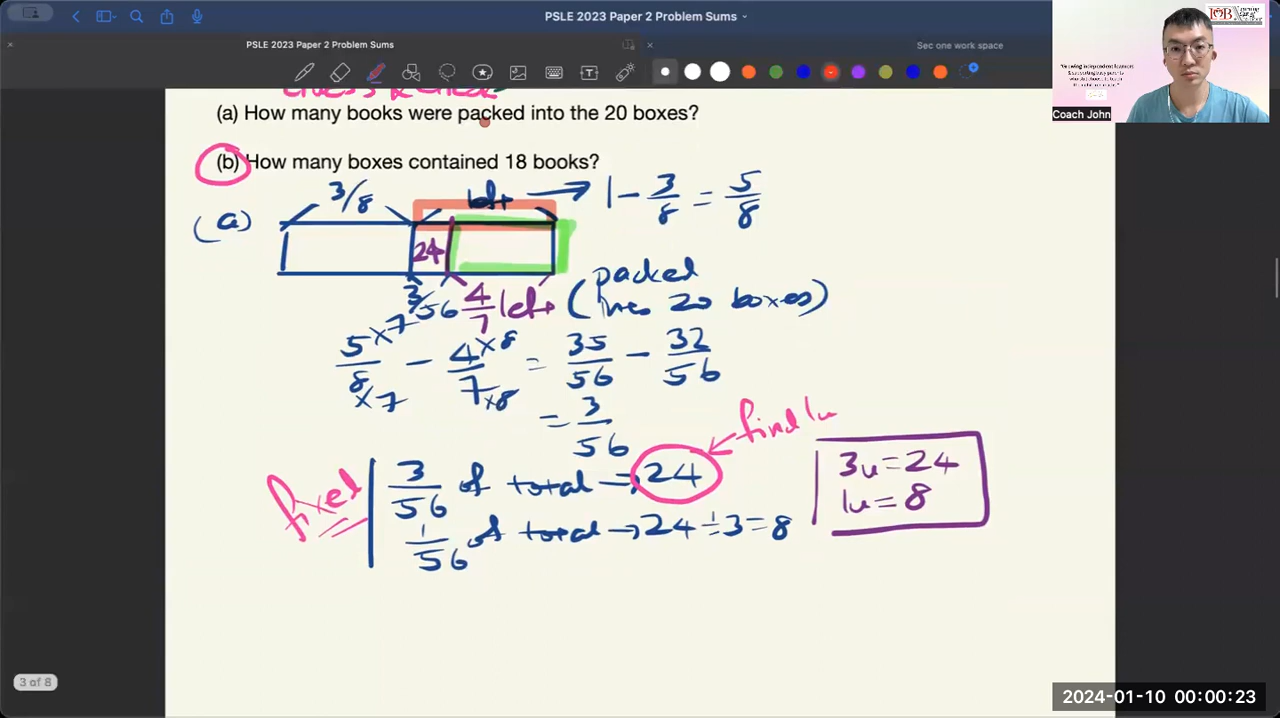 PSLE 2023 Paper 2 Problem Sums
PSLE 2023 Paper 2 Problem Sums
Sec one work space
(a) How many books were packed into the 20 boxes?
(b) How many boxes contained 18 books?
3/8 left → 1 - 3/8 = 5/8
(a)
24
3/56 4/7 left (packed
into 20 boxes)
5/8 ×7 ×7 - 4/7 ×8 ×8 = 35/56 - 32/56
= 3/56
find 1u
fixed
3/56 of total → 24
1/56 of total → 24 ÷ 3 = 8
3u = 24
1u = 8
3 of 8
Coach John
2024-01-10 00:00:23